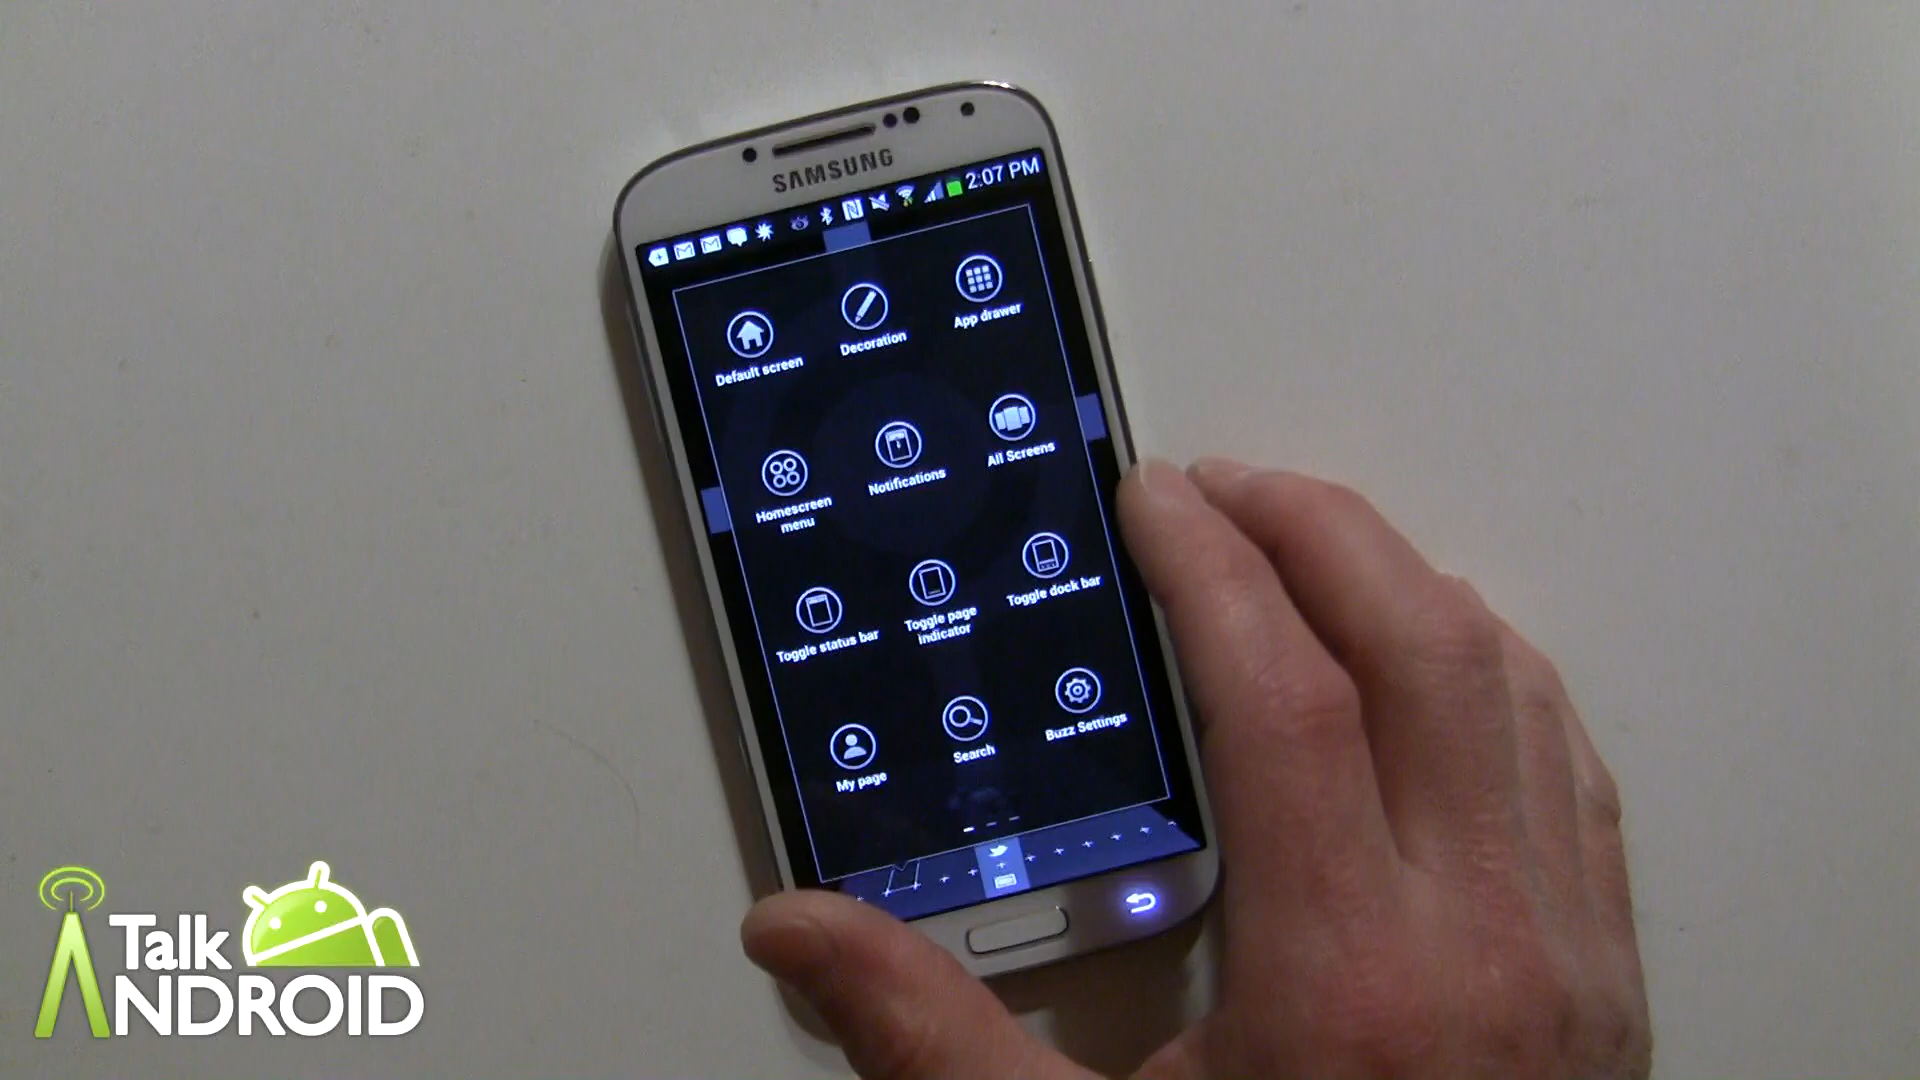 SAMSUNG
2:07 PM
Default screen
Decoration
App drawer
Homescreen
menu
Notifications
All Screens
Toggle status bar
Toggle page
indicator
Toggle dock bar
My page
Search
Buzz Settings
Talk
ANDROID